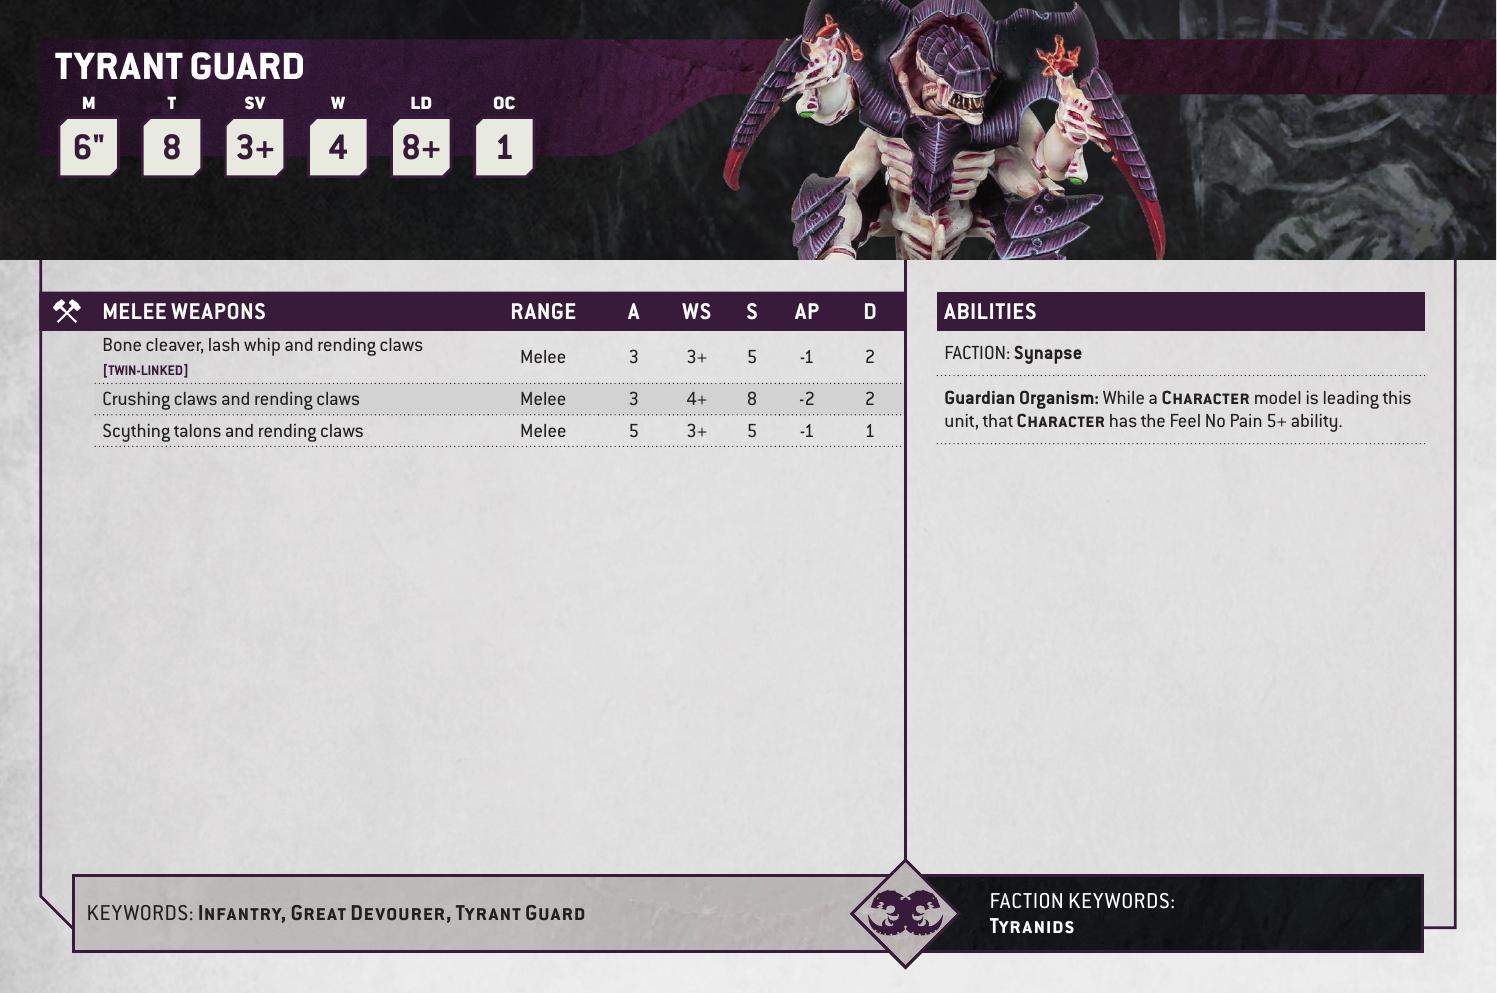 TYRANT GUARD
M T SV W LD OC
6" 8 3+ 4 8+ 1
MELEE WEAPONS RANGE A WS S AP D
Bone cleaver, lash whip and rending claws
[TWIN-LINKED] Melee 3 3+ 5 -1 2
Crushing claws and rending claws Melee 3 4+ 8 -2 2
Scything talons and rending claws Melee 5 3+ 5 -1 1
ABILITIES
FACTION: Synapse
Guardian Organism: While a CHARACTER model is leading this
unit, that CHARACTER has the Feel No Pain 5+ ability.
KEYWORDS: INFANTRY, GREAT DEVOURER, TYRANT GUARD
FACTION KEYWORDS:
TYRANIDS